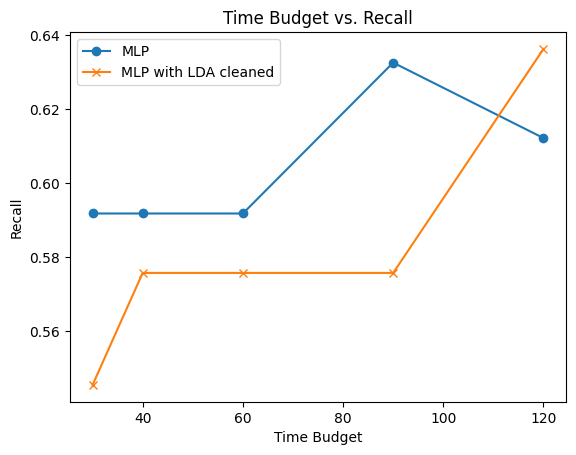 Time Budget vs. Recall
MLP
MLP with LDA cleaned
0.64
0.62
0.60
0.58
0.56
Recall
40
60
80
100
120
Time Budget